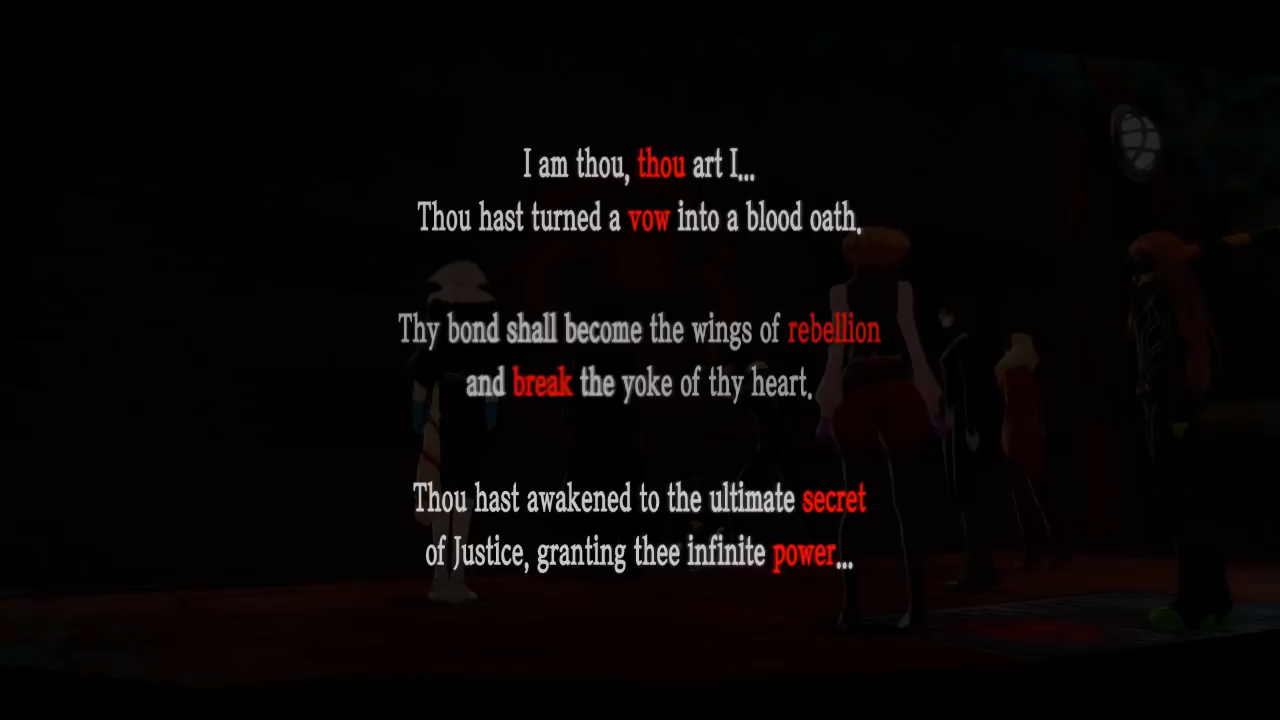 I am thou, thou art I...
Thou hast turned a vow into a blood oath.
Thy bond shall become the wings of rebellion
and break the yoke of thy heart.
Thou hast awakened to the ultimate secret
of Justice, granting thee infinite power...